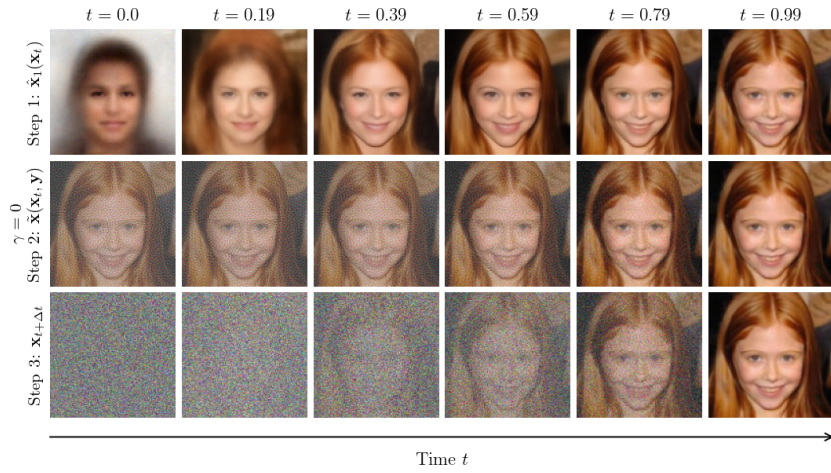 t = 0.0 t = 0.19 t = 0.39 t = 0.59 t = 0.79 t = 0.99
Step 1: x̂₁(xₜ)
γ = 0
Step 2: x̃(xₜ, y)
Step 3: xₜ₊Δₜ
Time t